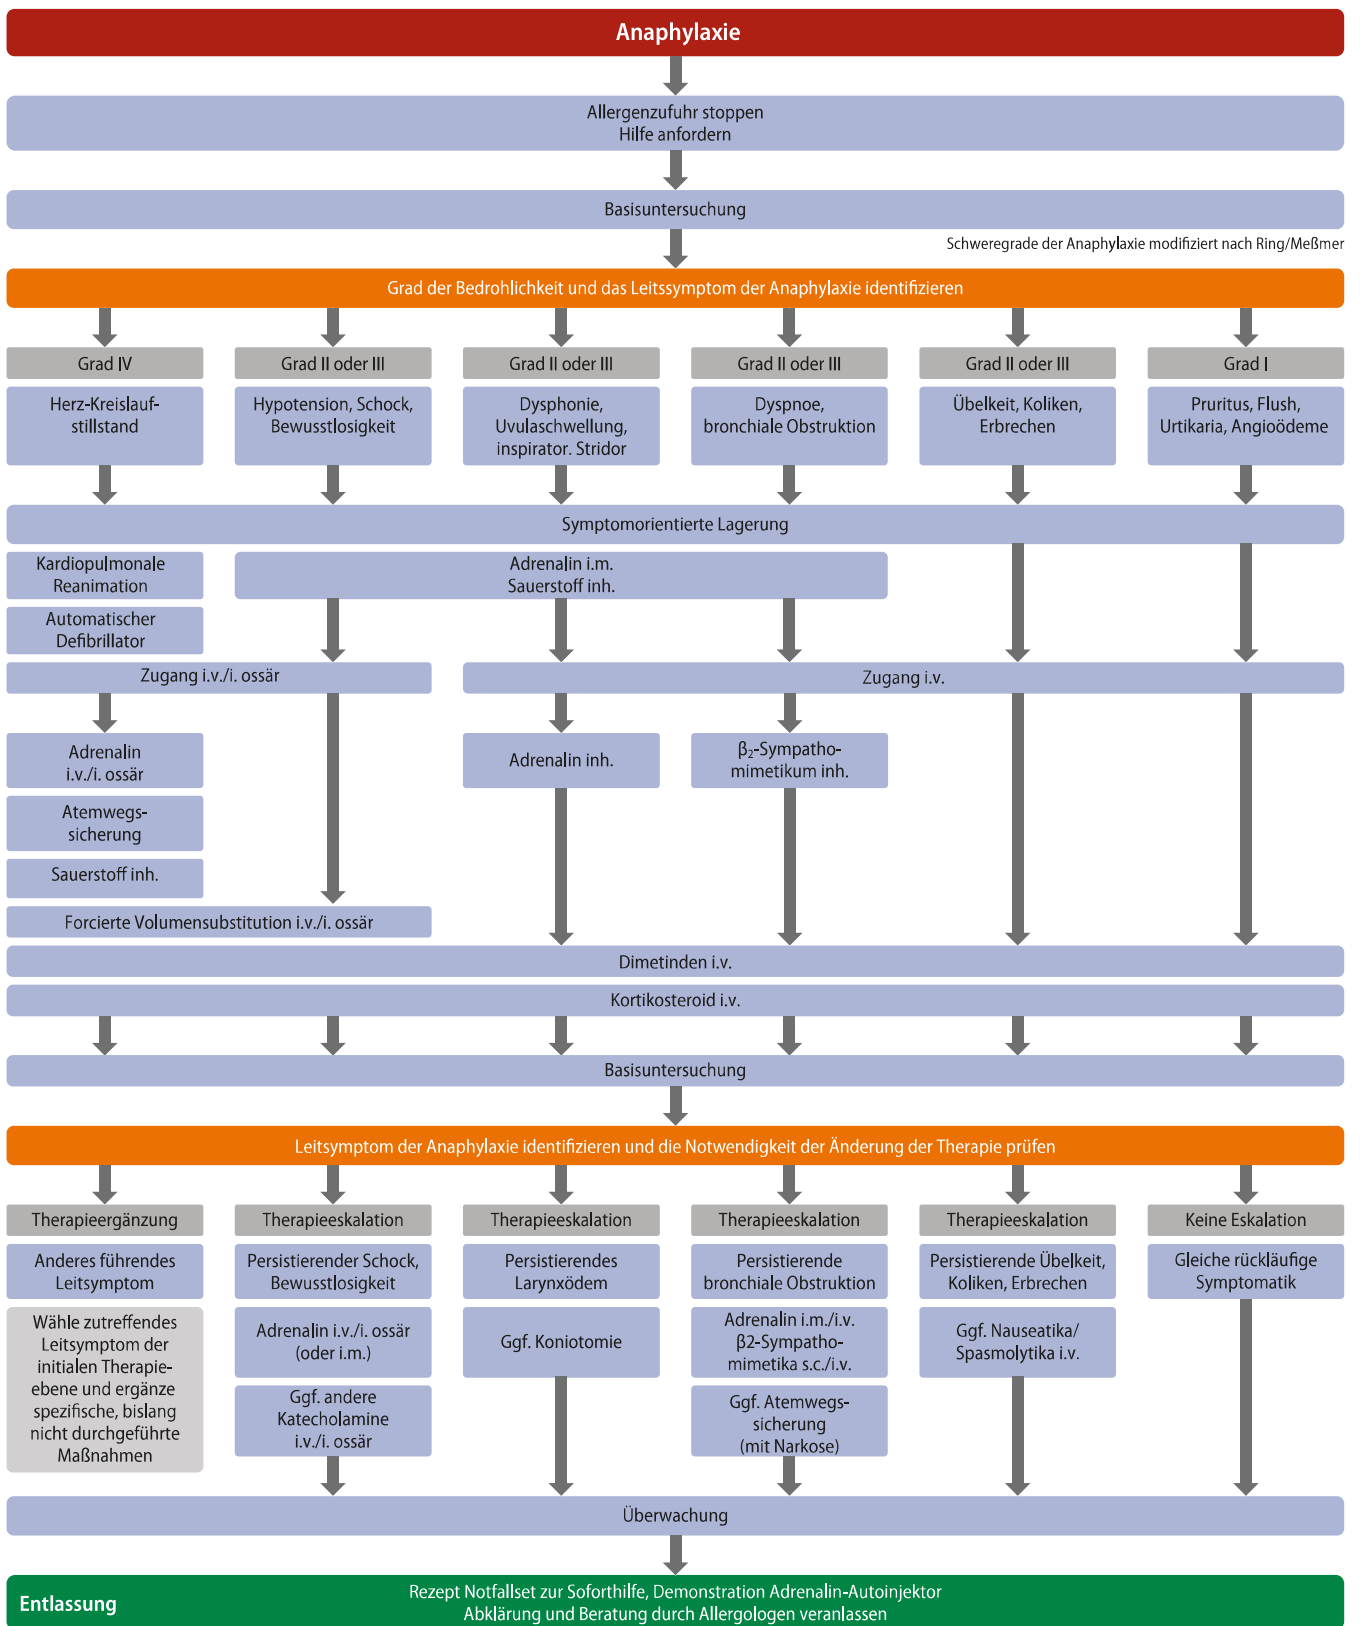 Anaphylaxie
Allergenzufuhr stoppen
Hilfe anfordern
Basisuntersuchung
Schweregrade der Anaphylaxie modifiziert nach Ring/Meßmer
Grad der Bedrohlichkeit und das Leitssymptom der Anaphylaxie identifizieren
Grad IV
Herz-Kreislauf-
stillstand
Grad II oder III
Hypotension, Schock,
Bewusstlosigkeit
Grad II oder III
Dysphonie,
Uvulaschwellung,
inspirator. Stridor
Grad II oder III
Dyspnoe,
bronchiale Obstruktion
Grad II oder III
Übelkeit, Koliken,
Erbrechen
Grad I
Pruritus, Flush,
Urtikaria, Angioödeme
Symptomorientierte Lagerung
Kardiopulmonale
Reanimation
Automatischer
Defibrillator
Adrenalin i.m.
Sauerstoff inh.
Zugang i.v./i. ossär
Zugang i.v.
Adrenalin
i.v./i. ossär
Atemwegs-
sicherung
Sauerstoff inh.
Adrenalin inh.
β₂-Sympatho-
mimetikum inh.
Forcierte Volumensubstitution i.v./i. ossär
Dimetinden i.v.
Kortikosteroid i.v.
Basisuntersuchung
Leitsymptom der Anaphylaxie identifizieren und die Notwendigkeit der Änderung der Therapie prüfen
Therapieergänzung
Anderes führendes
Leitsymptom
Wähle zutreffendes
Leitsymptom der
initialen Therapie-
ebene und ergänze
spezifische, bislang
nicht durchgeführte
Maßnahmen
Therapieeskalation
Persistierender Schock,
Bewusstlosigkeit
Adrenalin i.v./i. ossär
(oder i.m.)
Ggf. andere
Katecholamine
i.v./i. ossär
Therapieeskalation
Persistierendes
Larynxödem
Ggf. Koniotomie
Therapieeskalation
Persistierende
bronchiale Obstruktion
Adrenalin i.m./i.v.
β2-Sympatho-
mimetika s.c./i.v.
Ggf. Atemwegs-
sicherung
(mit Narkose)
Therapieeskalation
Persistierende Übelkeit,
Koliken, Erbrechen
Ggf. Nauseatika/
Spasmolytika i.v.
Keine Eskalation
Gleiche rückläufige
Symptomatik
Überwachung
Entlassung
Rezept Notfallset zur Soforthilfe, Demonstration Adrenalin-Autoinjektor
Abklärung und Beratung durch Allergologen veranlassen